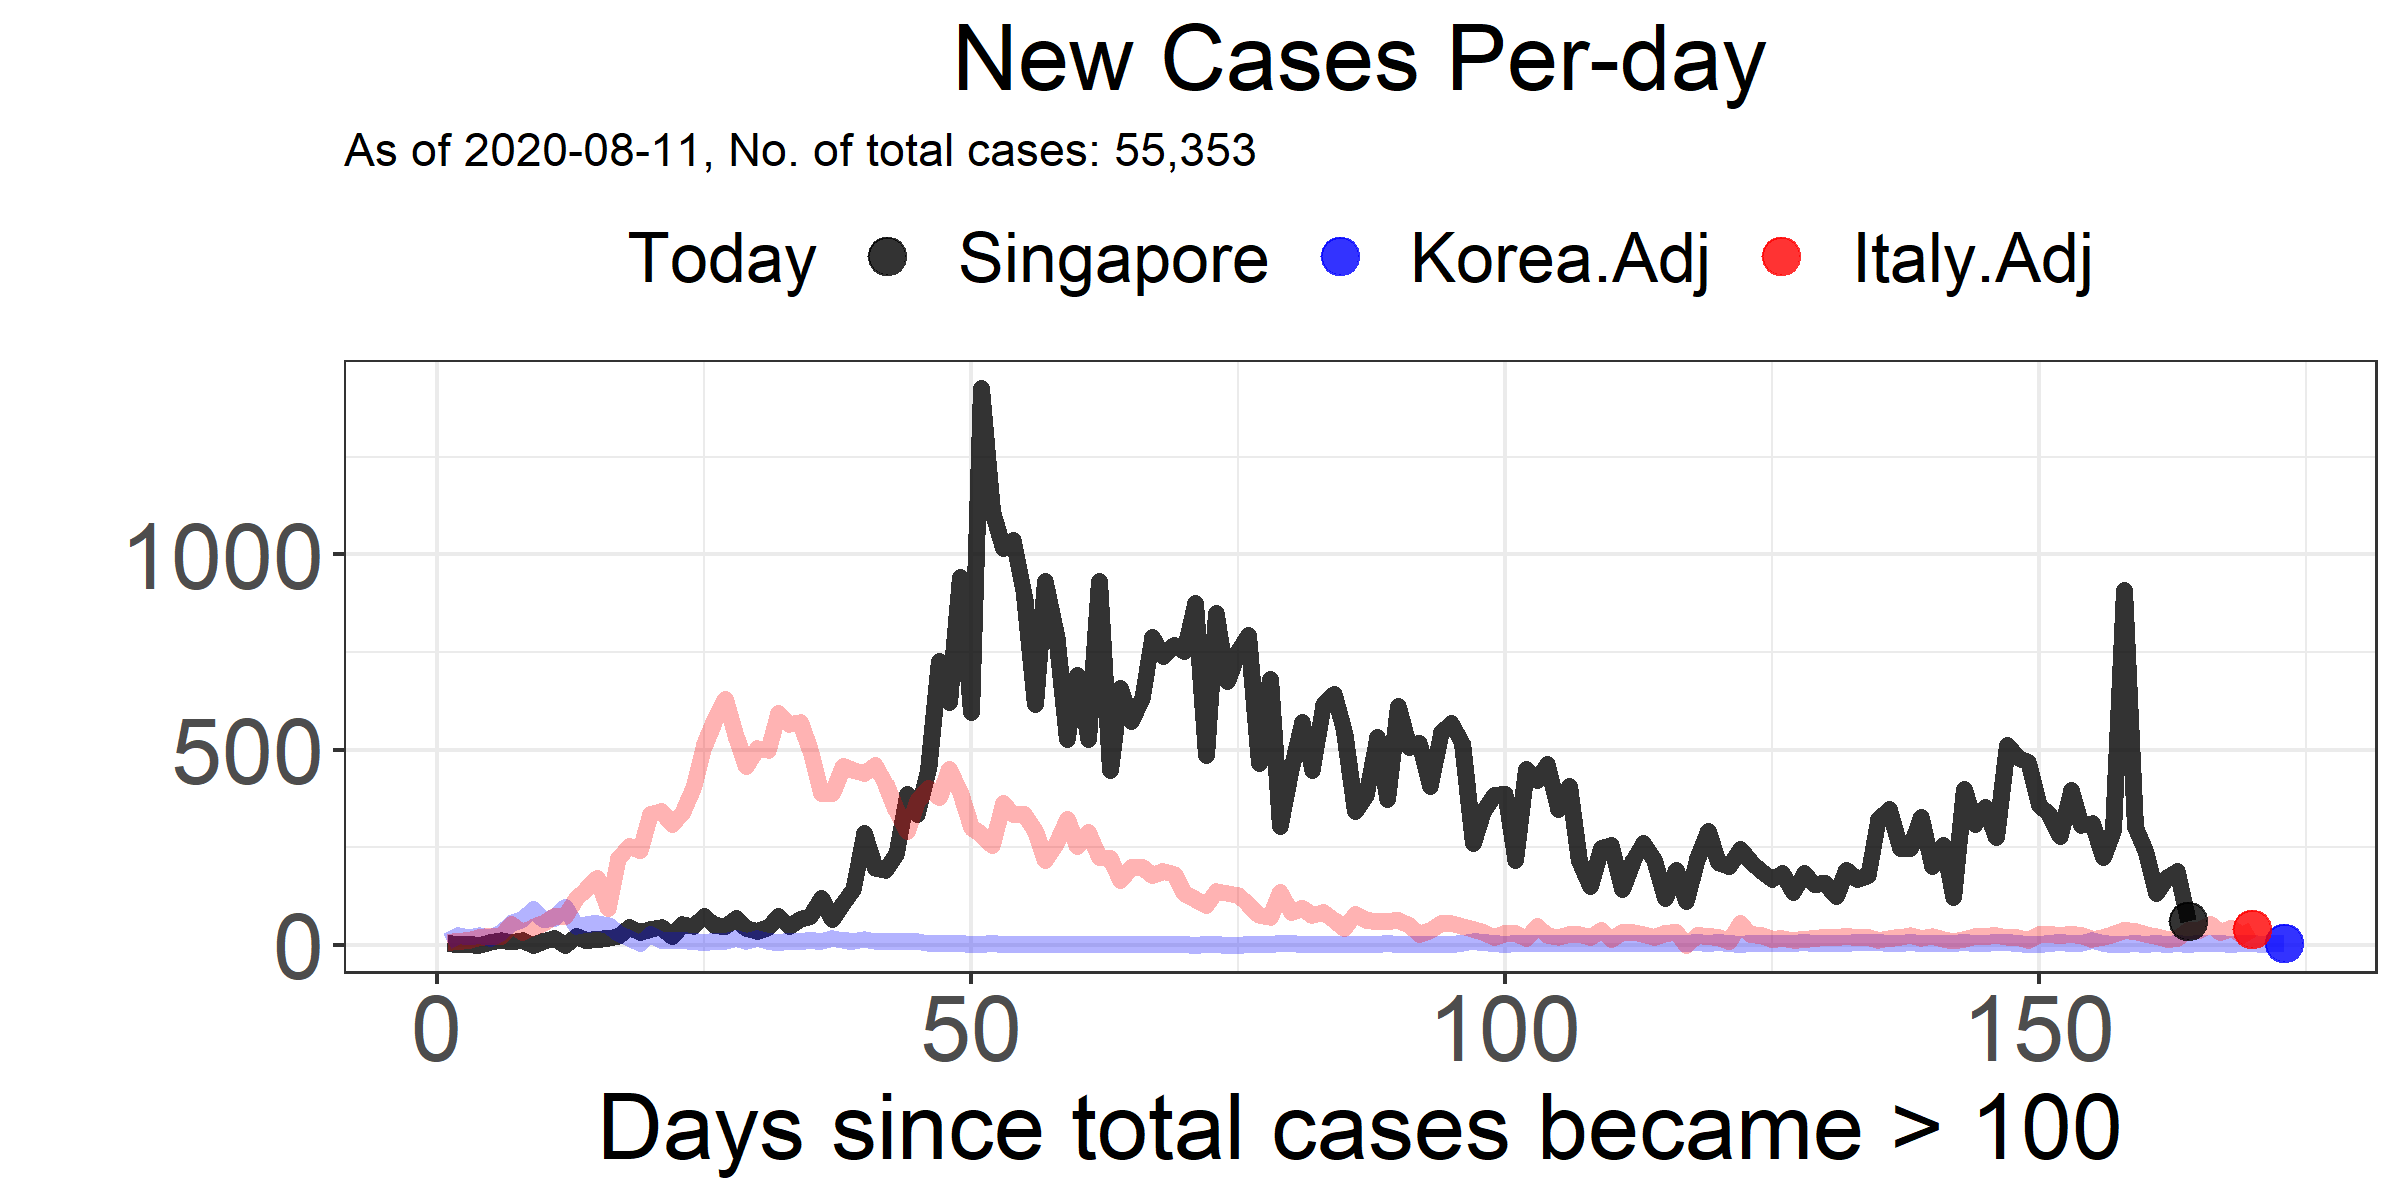 New Cases Per-day
As of 2020-08-11, No. of total cases: 55,353
Today Singapore Korea.Adj Italy.Adj
1000
500
0
0 50 100 150
Days since total cases became > 100